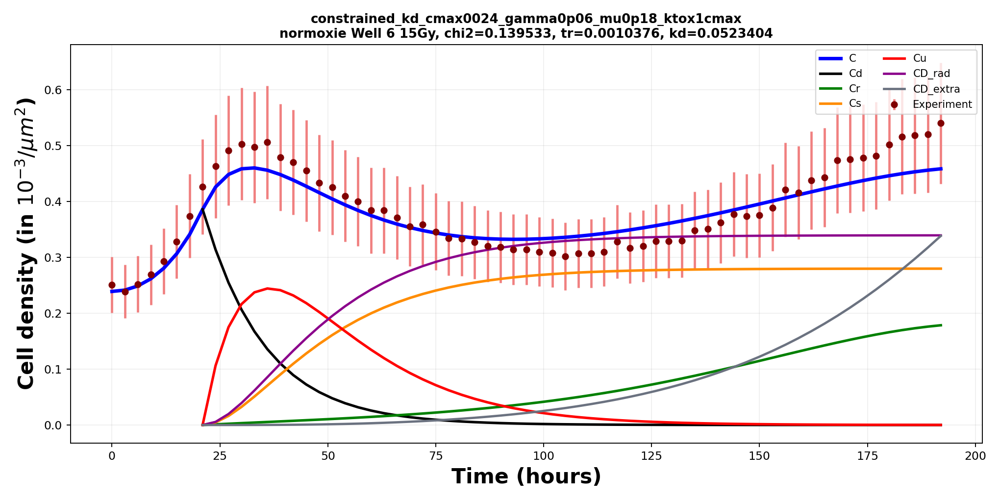 constrained_kd_cmax0024_gamma0p06_mu0p18_ktox1cmax
normoxie Well 6 15Gy, chi2=0.139533, tr=0.0010376, kd=0.0523404
C
Cd
Cr
Cs
Cu
CD_rad
CD_extra
Experiment
Cell density (in 10⁻³/μm²)
0.6
0.5
0.4
0.3
0.2
0.1
0.0
0
25
50
75
100
125
150
175
200
Time (hours)